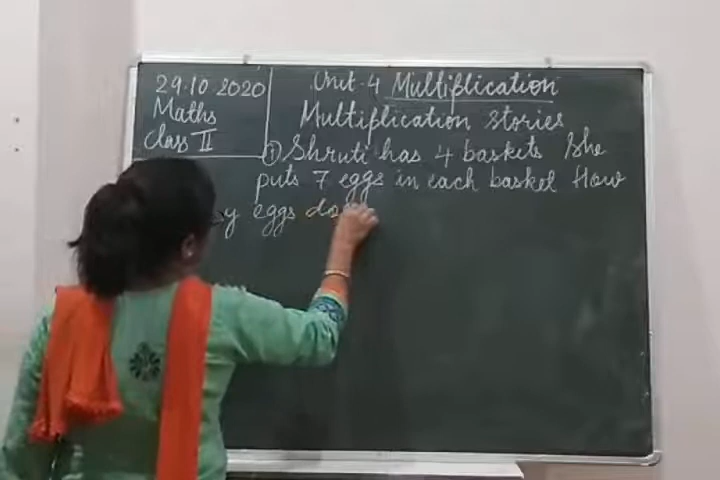 29.10.2020
Maths
Class II
Unit-4 Multiplication
Multiplication stories
① Shruti has 4 baskets She
puts 7 eggs in each basket How
y eggs do